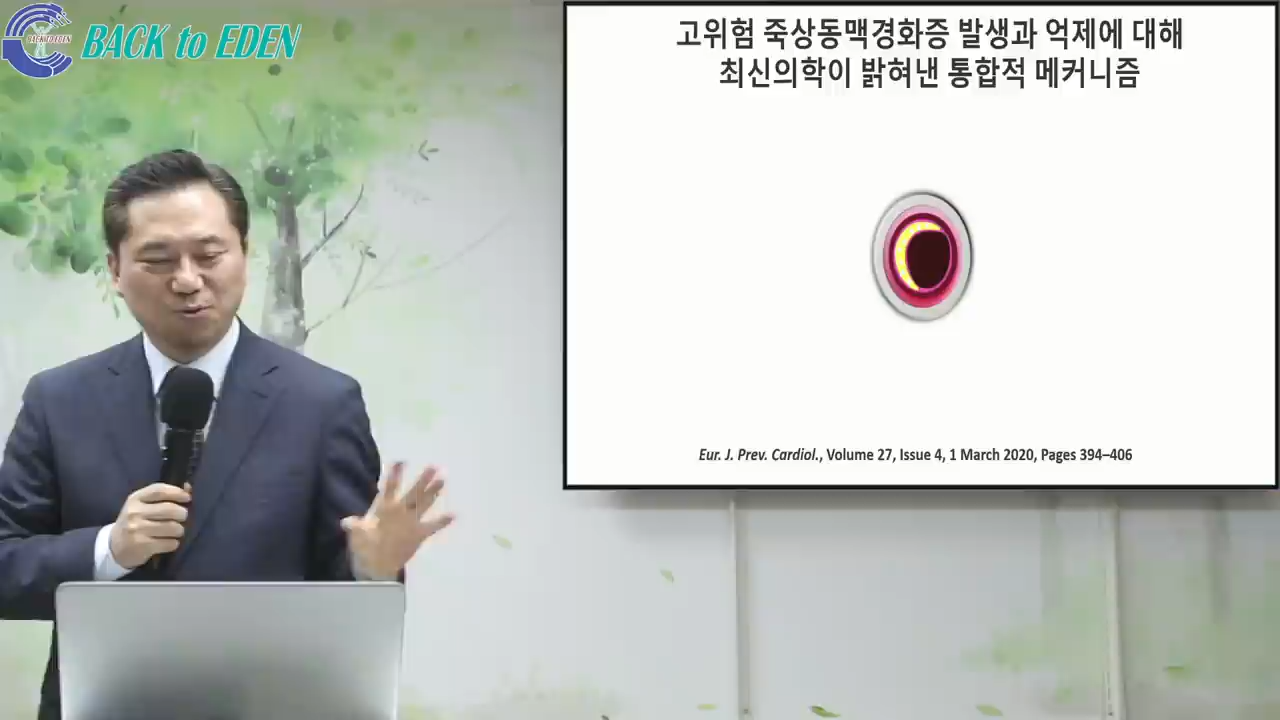 BACK to EDEN
고위험 죽상동맥경화증 발생과 억제에 대해
최신의학이 밝혀낸 통합적 메커니즘
Eur. J. Prev. Cardiol., Volume 27, Issue 4, 1 March 2020, Pages 394–406